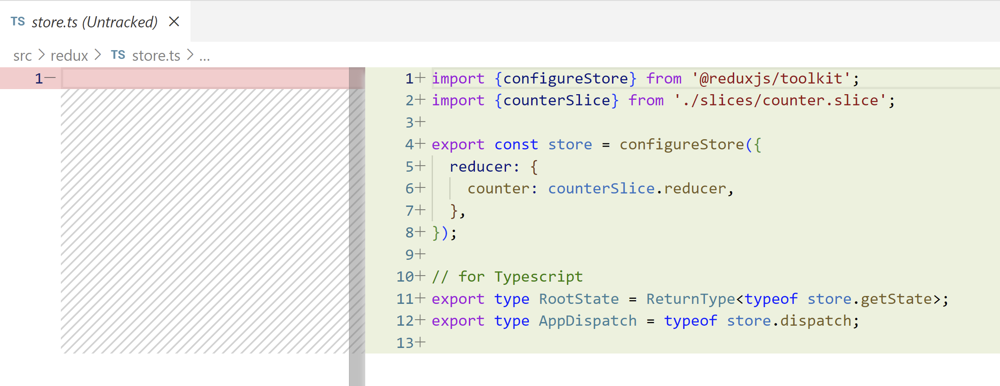 TS store.ts (Untracked) ×
src > redux > TS store.ts > ...
1—
1+ import {configureStore} from '@reduxjs/toolkit';
2+ import {counterSlice} from './slices/counter.slice';
3+
4+ export const store = configureStore({
5+   reducer: {
6+     counter: counterSlice.reducer,
7+   },
8+ });
9+
10+ // for Typescript
11+ export type RootState = ReturnType<typeof store.getState>;
12+ export type AppDispatch = typeof store.dispatch;
13+